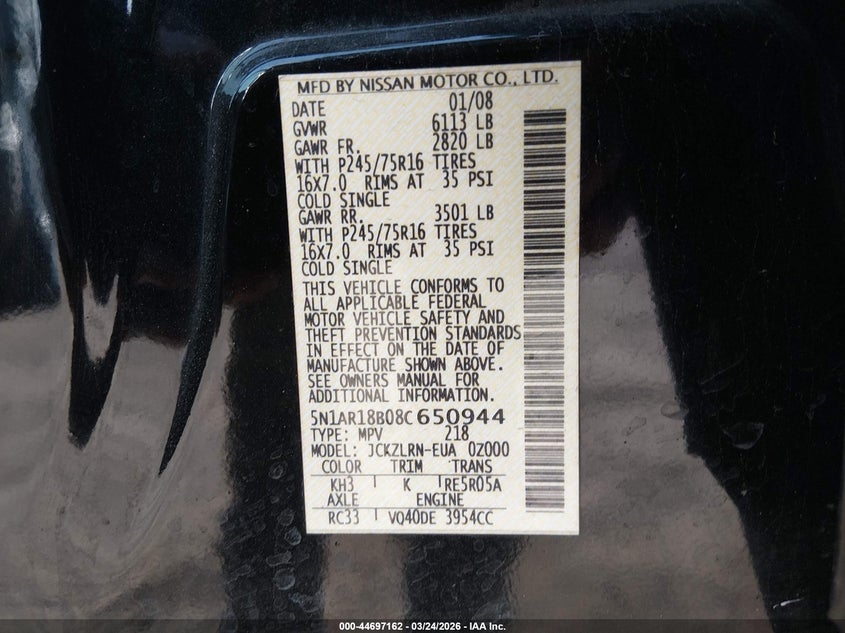 MFD BY NISSAN MOTOR CO., LTD.
DATE 01/08
GVWR 6113 LB
GAWR FR. 2820 LB
WITH P245/75R16 TIRES
16X7.0 RIMS AT 35 PSI
COLD SINGLE
GAWR RR. 3501 LB
WITH P245/75R16 TIRES
16X7.0 RIMS AT 35 PSI
COLD SINGLE
THIS VEHICLE CONFORMS TO
ALL APPLICABLE FEDERAL
MOTOR VEHICLE SAFETY AND
THEFT PREVENTION STANDARDS
IN EFFECT ON THE DATE OF
MANUFACTURE SHOWN ABOVE.
SEE OWNERS MANUAL FOR
ADDITIONAL INFORMATION.
5N1AR18B08C650944
TYPE: MPV 218
MODEL: JCKZLRN-EUA 0Z000
COLOR TRIM TRANS
KH3 K RE5R05A
AXLE ENGINE
RC33 VQ40DE 3954CC
000-44697162 - 03/24/2026 - IAA Inc.